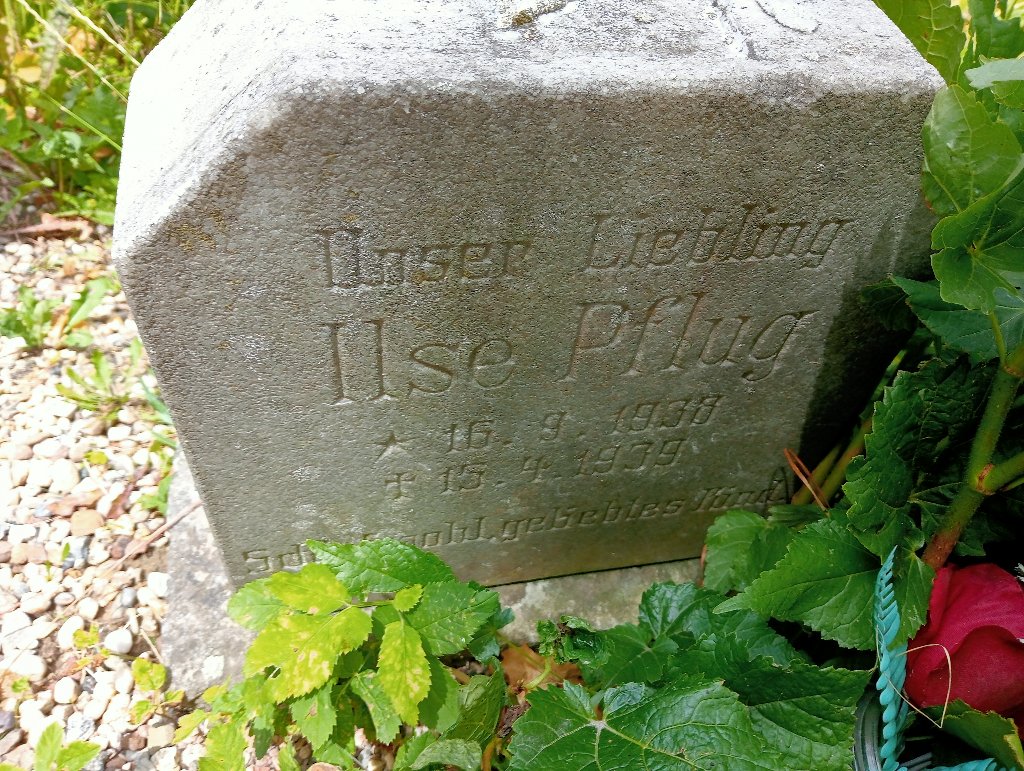 Unser Liebling
Ilse Pflug
★ 16. 9. 1938
✝ 15. 4. 1939
wohl, geliebtes Kind